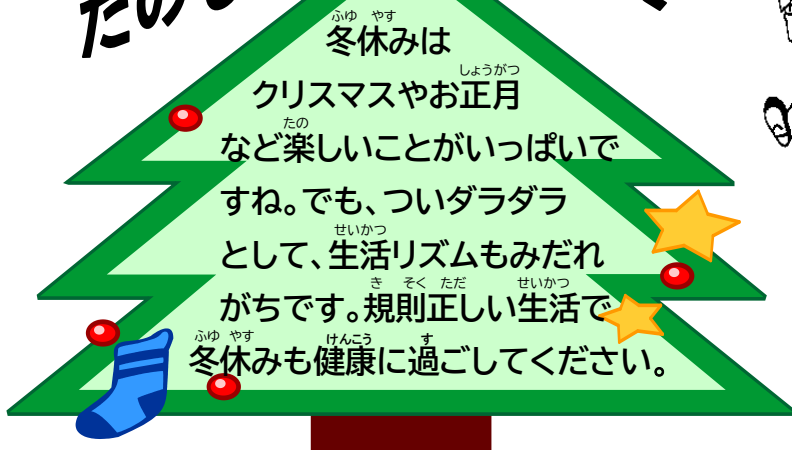 たのし
冬休みは
クリスマスやお正月
など楽しいことがいっぱいで
すね。でも、ついダラダラ
として、生活リズムもみだれ
がちです。規則正しい生活で
冬休みも健康に過ごしてください。